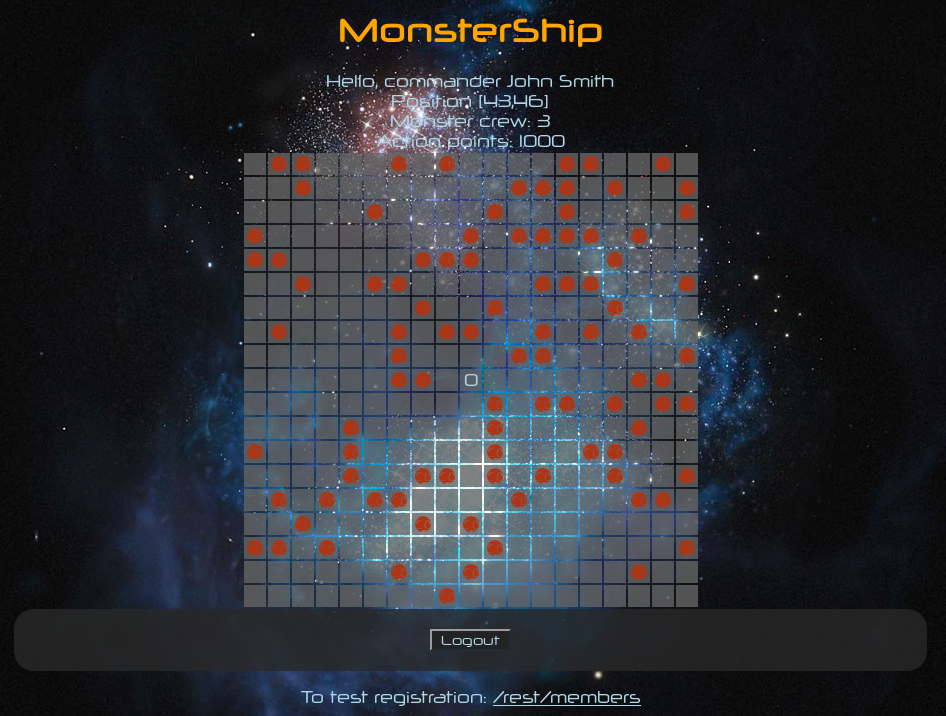 MonsterShip
Hello, commander John Smith
Position [43,46]
Monster crew: 3
Action points: 1000
O
Logout
To test registration: /rest/members